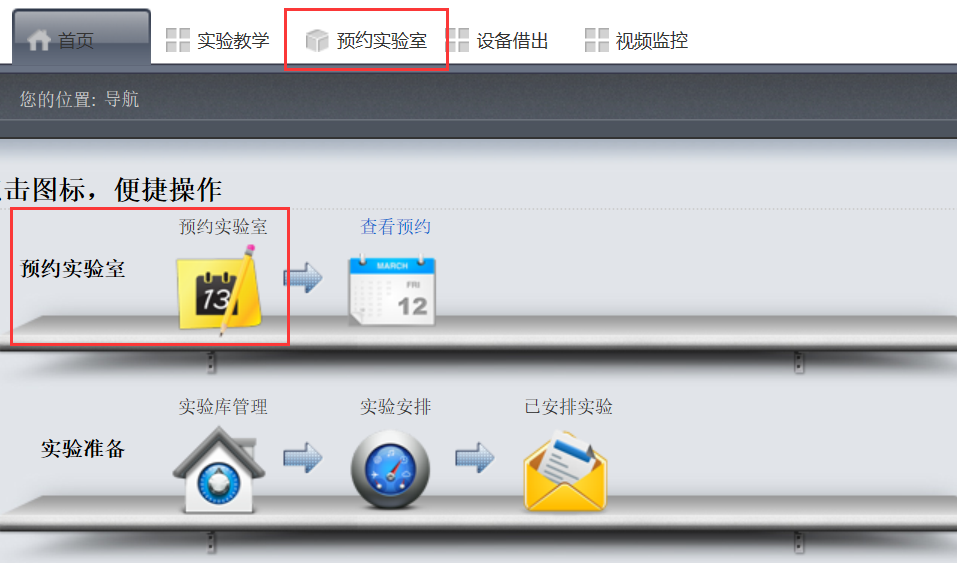 首页 实验教学 预约实验室 设备借出 视频监控
您的位置: 导航
击图标，便捷操作
预约实验室 查看预约
预约实验室
13
MARCH
FRI
12
实验库管理 实验安排 已安排实验
实验准备